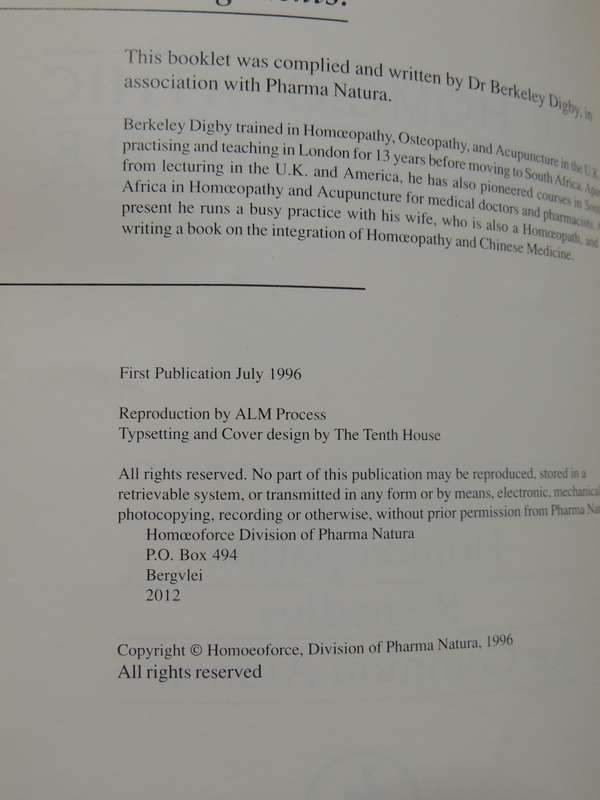 This booklet was complied and written by Dr Berkeley Digby, in
association with Pharma Natura.
Berkeley Digby trained in Homœopathy, Osteopathy, and Acupuncture in the U.K.
practising and teaching in London for 13 years before moving to South Africa. Apart
from lecturing in the U.K. and America, he has also pioneered courses in South
Africa in Homœopathy and Acupuncture for medical doctors and pharmacists.
present he runs a busy practice with his wife, who is also a Homœopath, and
writing a book on the integration of Homœopathy and Chinese Medicine.
First Publication July 1996
Reproduction by ALM Process
Typsetting and Cover design by The Tenth House
All rights reserved. No part of this publication may be reproduced, stored in a
retrievable system, or transmitted in any form or by means, electronic, mechanical
photocopying, recording or otherwise, without prior permission from Pharma Nat
Homœoforce Division of Pharma Natura
P.O. Box 494
Bergvlei
2012
Copyright © Homoeoforce, Division of Pharma Natura, 1996
All rights reserved